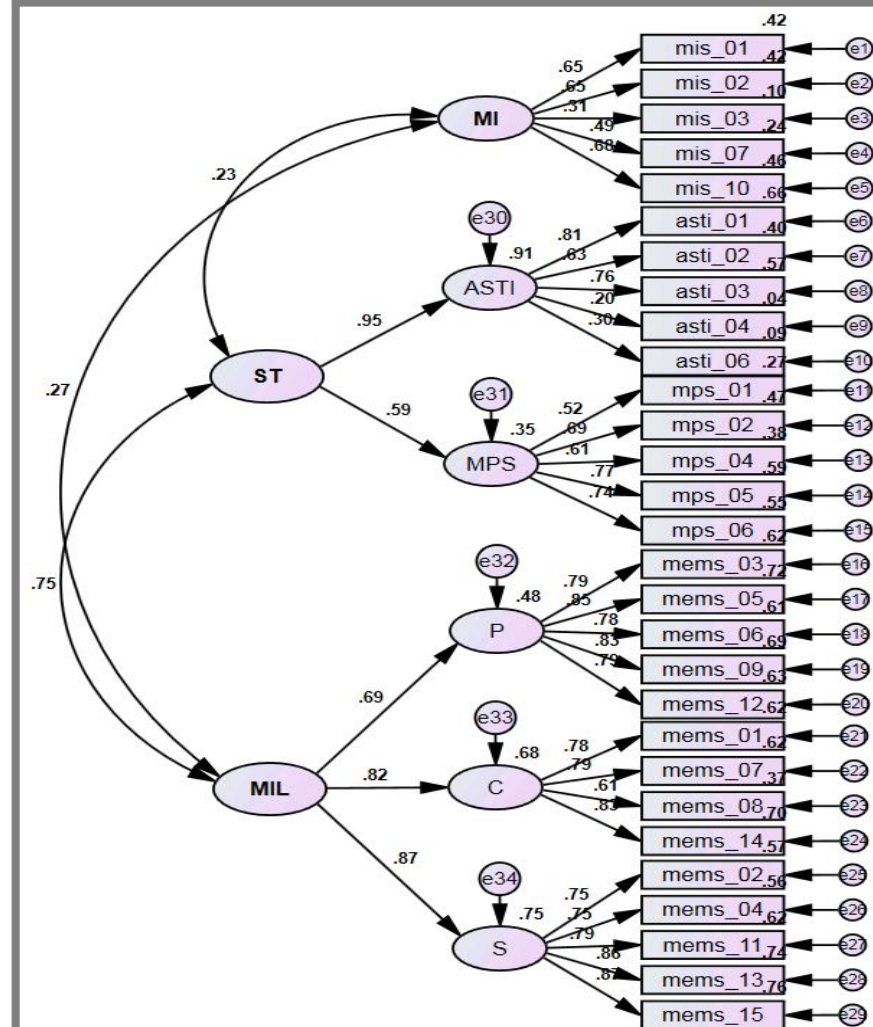 .42
mis_01
e1
.65
.42
mis_02
e2
.65
.10
MI
.31
mis_03
e3
.24
.49
mis_07
e4
.68
.46
.23
mis_10
e5
.66
e30
.81
asti_01
e6
.40
.91
.63
asti_02
e7
.57
ASTI
.76
asti_03
e8
.04
.20
asti_04
e9
.95
.30
.09
asti_06
e10
.27
ST
mps_01
e11
.27
e31
.52
.47
.59
.69
mps_02
e12
.38
.35
.61
mps_04
e13
.59
MPS
.77
mps_05
e14
.74
.55
mps_06
e15
.62
e32
.79
mems_03
e16
.72
.75
.48
.85
mems_05
e17
.61
P
.78
mems_06
e18
.69
.83
mems_09
e19
.79
.63
.69
mems_12
e20
.62
e33
.78
mems_01
e21
.62
.68
.79
mems_07
e22
.37
MIL
.82
C
.61
mems_08
e23
.70
.83
mems_14
e24
.57
.87
e34
mems_02
e25
.56
.75
.75
.75
mems_04
e26
.62
S
.79
mems_11
e27
.74
.86
mems_13
e28
.87
.76
mems_15
e29